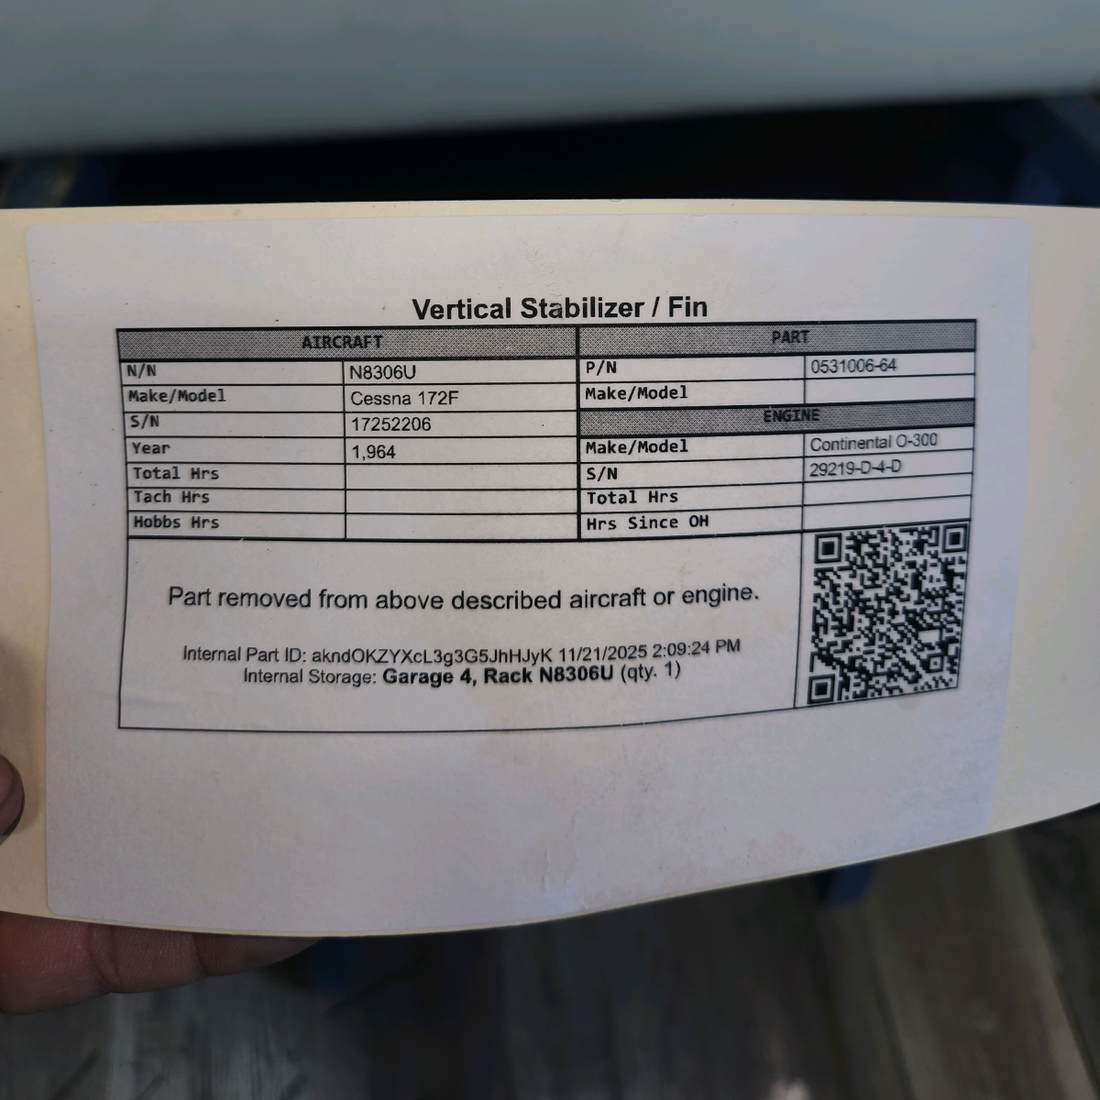 Vertical Stabilizer / Fin
AIRCRAFT PART
N/N N8306U P/N 0531006-64
Make/Model Cessna 172F Make/Model
S/N 17252206 ENGINE
Year 1,964 Make/Model Continental O-300
Total Hrs S/N 29219-D-4-D
Tach Hrs Total Hrs
Hobbs Hrs Hrs Since OH
Part removed from above described aircraft or engine.
Internal Part ID: akndOKZYXcL3g3G5JhHJyK 11/21/2025 2:09:24 PM
Internal Storage: Garage 4, Rack N8306U (qty. 1)